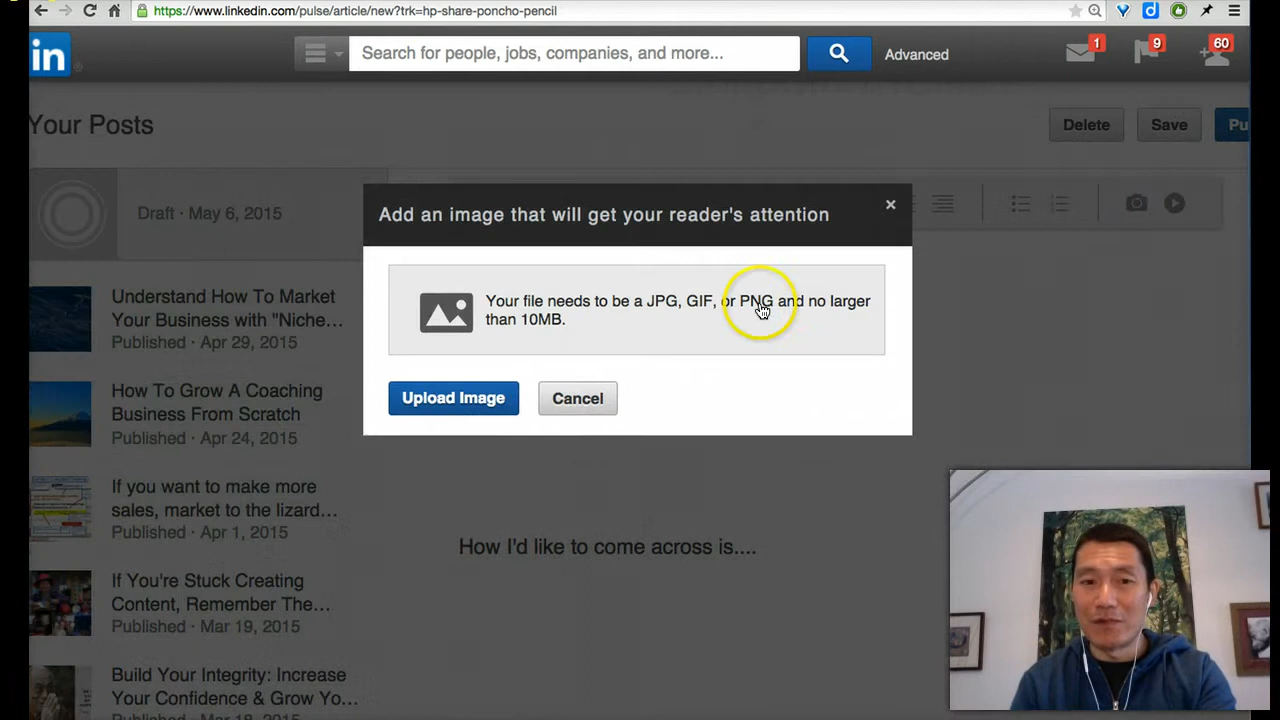 https://www.linkedin.com/pulse/article/new?trk=hp-share-poncho-pencil
in
Search for people, jobs, companies, and more...
Advanced
1
9
60
Your Posts
Delete
Save
Pu
Draft · May 6, 2015
Add an image that will get your reader's attention
×
Your file needs to be a JPG, GIF, or PNG and no larger
than 10MB.
Upload Image
Cancel
Understand How To Market
Your Business with "Niche...
Published · Apr 29, 2015
How To Grow A Coaching
Business From Scratch
Published · Apr 24, 2015
If you want to make more
sales, market to the lizard...
Published · Apr 1, 2015
How I'd like to come across is....
If You're Stuck Creating
Content, Remember The...
Published · Mar 19, 2015
Build Your Integrity: Increase
Your Confidence & Grow Yo...
Published · Mar 18, 2015